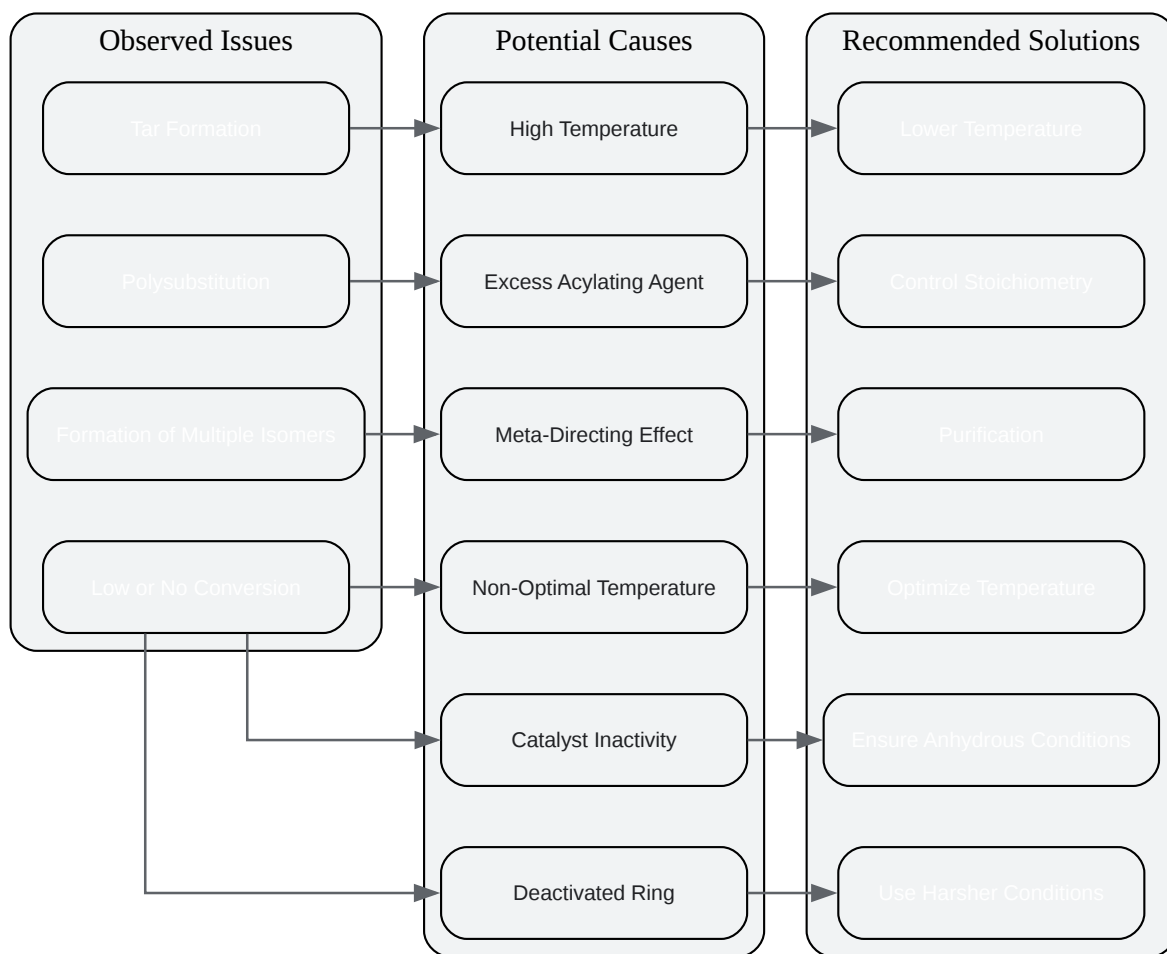 Observed Issues
Potential Causes
Recommended Solutions
Tar Formation
High Temperature
Lower Temperature
Polysubstitution
Excess Acylating Agent
Control Stoichiometry
Formation of Multiple Isomers
Meta-Directing Effect
Purification
Low or No Conversion
Non-Optimal Temperature
Optimize Temperature
Catalyst Inactivity
Ensure Anhydrous Conditions
Deactivated Ring
Use Harsher Conditions